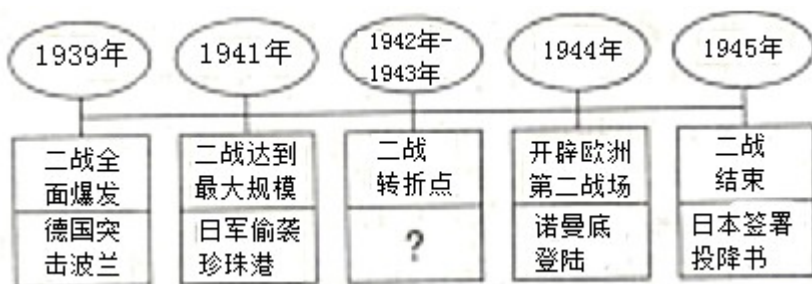 1939年
1941年
1942年-
1943年
1944年
1945年
二战全
面爆发
德国突
击波兰
二战达到
最大规模
日军偷袭
珍珠港
二战
转折点
?
开辟欧洲
第二战场
诺曼底
登陆
二战
结束
日本签署
投降书